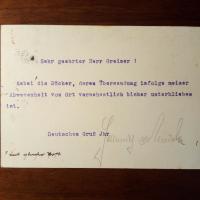 Sehr geehrter Herr Greiner !
Anbei die Bücher, deren Übersendung infolge meiner
Abwesenheit vom Ort versehentlich bisher unterblieben
ist.
Deutschen Gruß Ihr